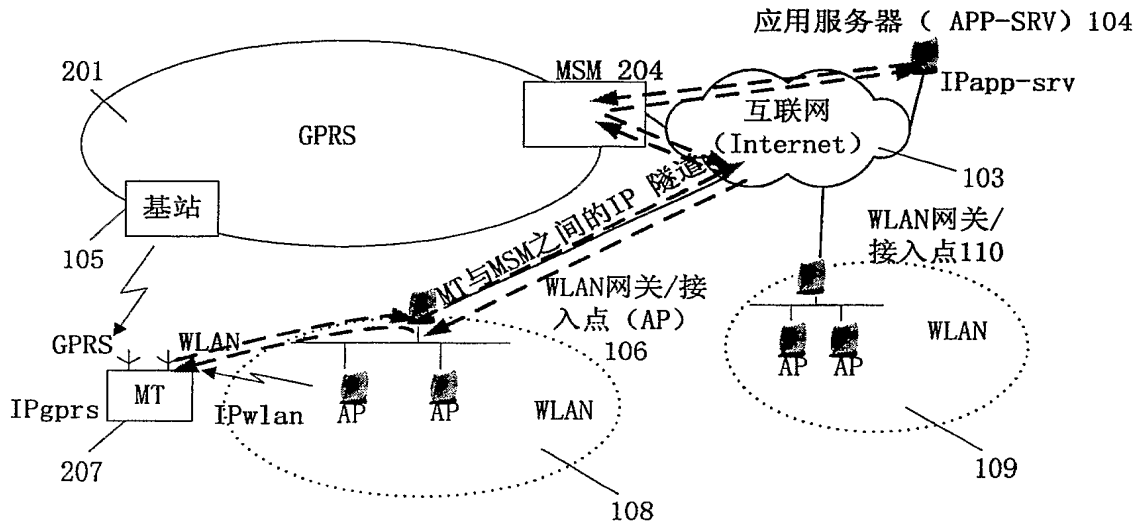 应用服务器（ APP-SRV）104
201
MSM 204
IPapp-srv
GPRS
互联网
（Internet）
103
基站
105
MT与MSM之间的IP 隧道
WLAN网关/
接入点110
WLAN网关/接
入点（AP）
106
GPRS
WLAN
WLAN
MT
IPgprs
IPwlan
AP
AP
WLAN
AP
AP
207
108
109